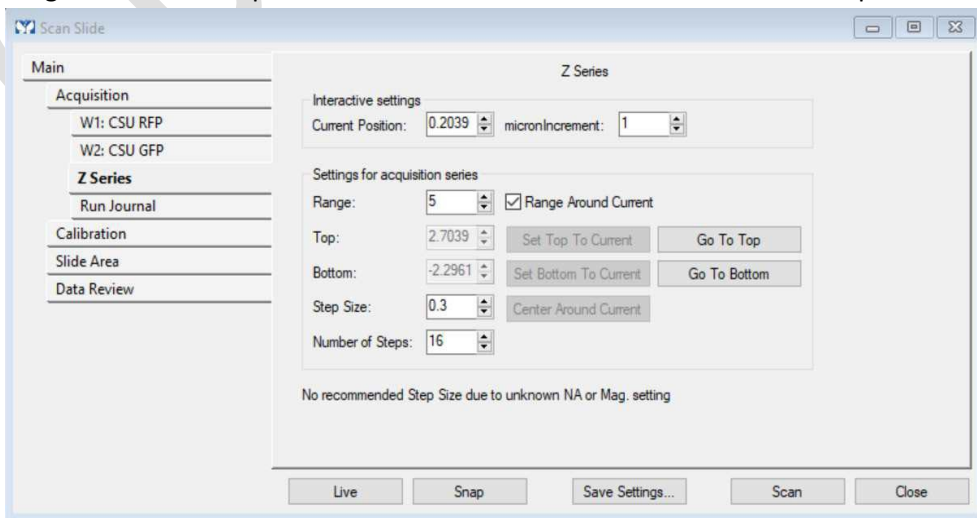 Scan Slide
Main
Acquisition
W1: CSU RFP
W2: CSU GFP
Z Series
Run Journal
Calibration
Slide Area
Data Review
Z Series
Interactive settings
Current Position: 0.2039 micronIncrement: 1
Settings for acquisition series
Range: 5 Range Around Current
Top: 2.7039 Set Top To Current Go To Top
Bottom: -2.2961 Set Bottom To Current Go To Bottom
Step Size: 0.3 Center Around Current
Number of Steps: 16
No recommended Step Size due to unknown NA or Mag. setting
Live Snap Save Settings... Scan Close